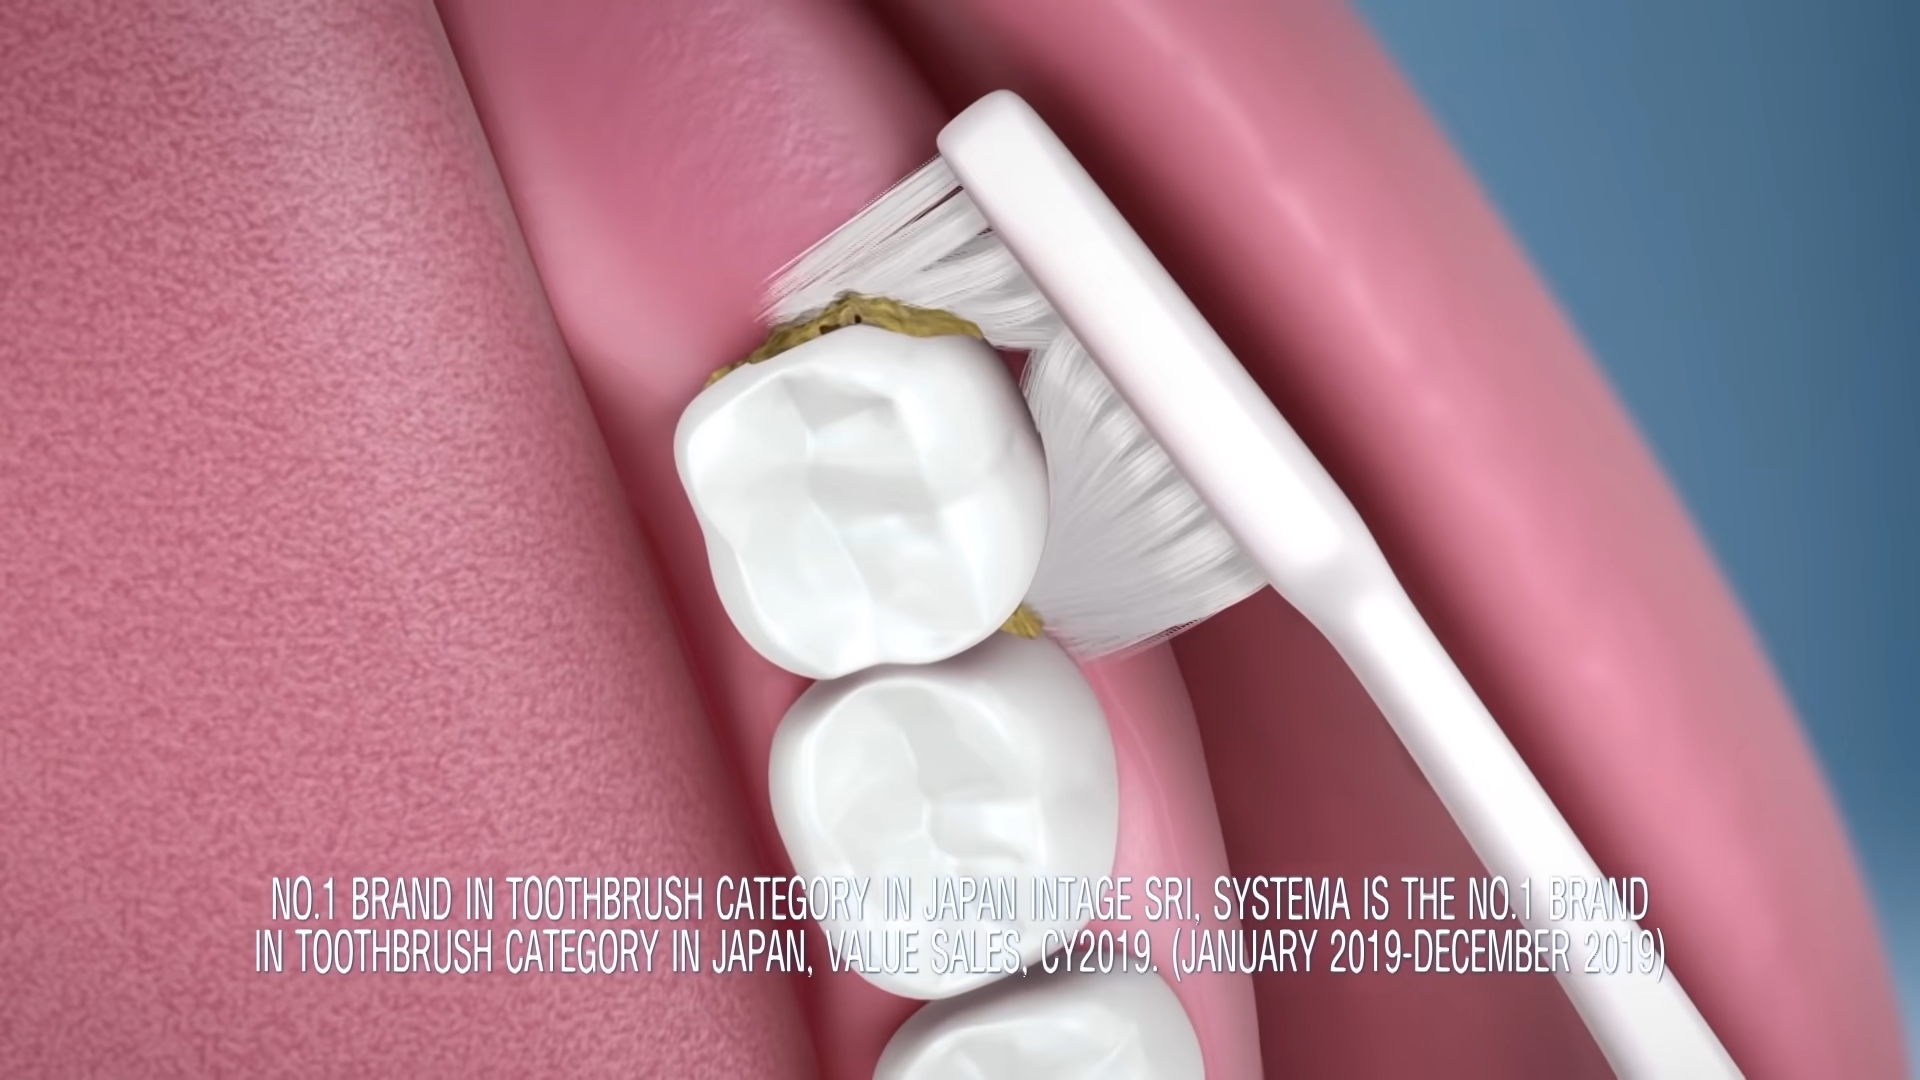 NO.1 BRAND IN TOOTHBRUSH CATEGORY IN JAPAN INTAGE SRI, SYSTEMA IS THE NO.1 BRAND
IN TOOTHBRUSH CATEGORY IN JAPAN, VALUE SALES, CY2019. (JANUARY 2019-DECEMBER 2019)